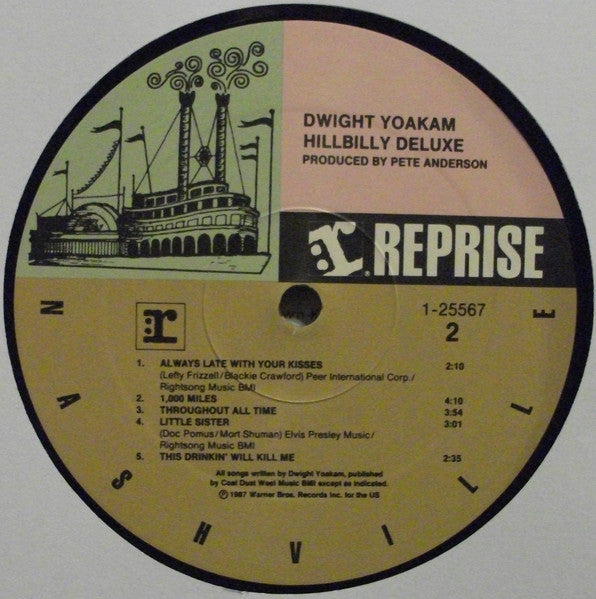 DWIGHT YOAKAM
HILLBILLY DELUXE
PRODUCED BY PETE ANDERSON
r® REPRISE
1-25567
2
r
1. ALWAYS LATE WITH YOUR KISSES 2:10
(Lefty Frizzell/Blackie Crawford) Peer International Corp./
Rightsong Music BMI
2. 1,000 MILES 4:10
3. THROUGHOUT ALL TIME 3:54
4. LITTLE SISTER 3:01
(Doc Pomus/Mort Shuman) Elvis Presley Music/
Rightsong Music BMI
5. THIS DRINKIN' WILL KILL ME 2:35
All songs written by Dwight Yoakam, published
by Coal Dust West Music BMI except as indicated.
℗1987 Warner Bros. Records Inc. for the US
NASHVILLE